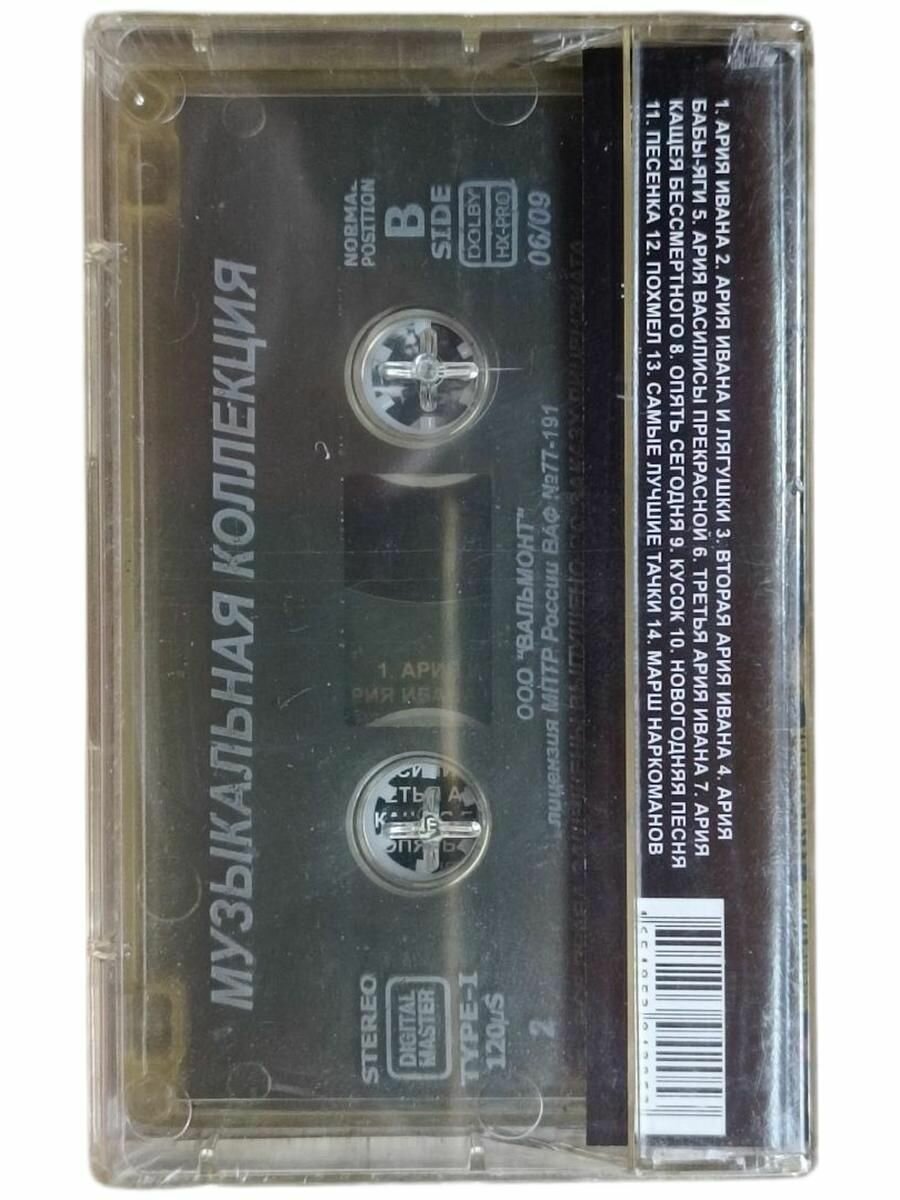 1. АРИЯ ИВАНА 2. АРИЯ ИВАНА И ЛЯГУШКИ 3. ВТОРАЯ АРИЯ ИВАНА 4. АРИЯ
БАБЫ-ЯГИ 5. АРИЯ ВАСИЛИСЫ ПРЕКРАСНОЙ 6. ТРЕТЬЯ АРИЯ ИВАНА 7. АРИЯ
КАЩЕЯ БЕССМЕРТНОГО 8. ОПЯТЬ СЕГОДНЯ 9. КУСОК 10. НОВОГОДНЯЯ ПЕСНЯ
11. ПЕСЕНКА 12. ПОХМЕЛ 13. САМЫЕ ЛУЧШИЕ ТАЧКИ 14. МАРШ НАРКОМАНОВ
МУЗЫКАЛЬНАЯ КОЛЛЕКЦИЯ
NORMAL
POSITION
B
SIDE
DOLBY
HX-PRO
06/09
STEREO
DIGITAL
MASTER
TYPE-I
120µS
2
ООО "ВАЛЬМОНТ"
Лицензия МПТР России ВАФ №77-191
1. АРИ